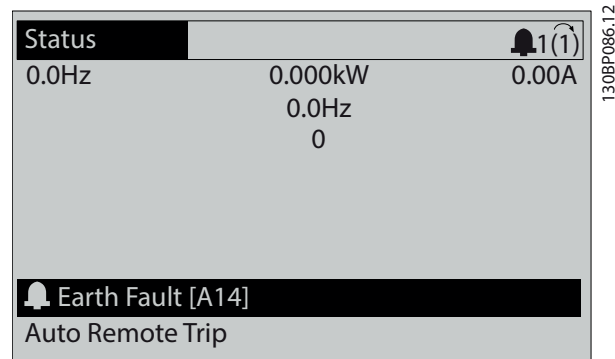 Status 1(1)
0.0Hz 0.000kW 0.00A
0.0Hz
0
Earth Fault [A14]
Auto Remote Trip
130BP086.12